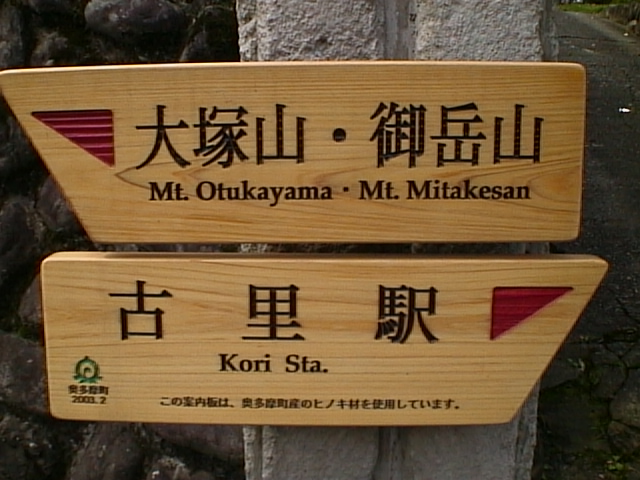 大塚山・御岳山
Mt. Otukayama・Mt. Mitakesan
古里駅
Kori Sta.
奥多摩町
2003.2
この案内板は、奥多摩町産のヒノキ材を使用しています。